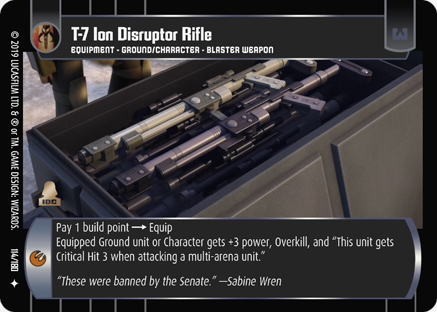 T-7 Ion Disruptor Rifle
EQUIPMENT • GROUND/CHARACTER • BLASTER WEAPON
© 2019 LUCASFILM LTD. & ® OR TM. GAME DESIGN: WIZARDS.
IDC
Pay 1 build point → Equip
Equipped Ground unit or Character gets +3 power, Overkill, and “This unit gets
Critical Hit 3 when attacking a multi-arena unit.”
“These were banned by the Senate.” —Sabine Wren